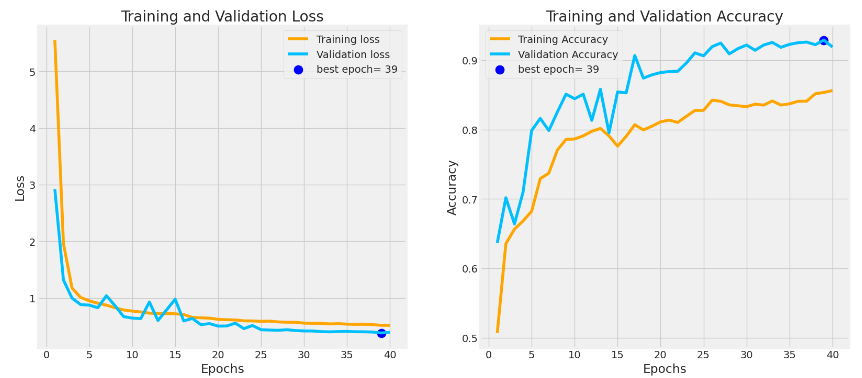 Training and Validation Loss
Training loss
Validation loss
best epoch= 39
5
4
3
2
1
0
5
10
15
20
25
30
35
40
Loss
Epochs
Training and Validation Accuracy
Training Accuracy
Validation Accuracy
best epoch= 39
0.9
0.8
0.7
0.6
0.5
0
5
10
15
20
25
30
35
40
Accuracy
Epochs